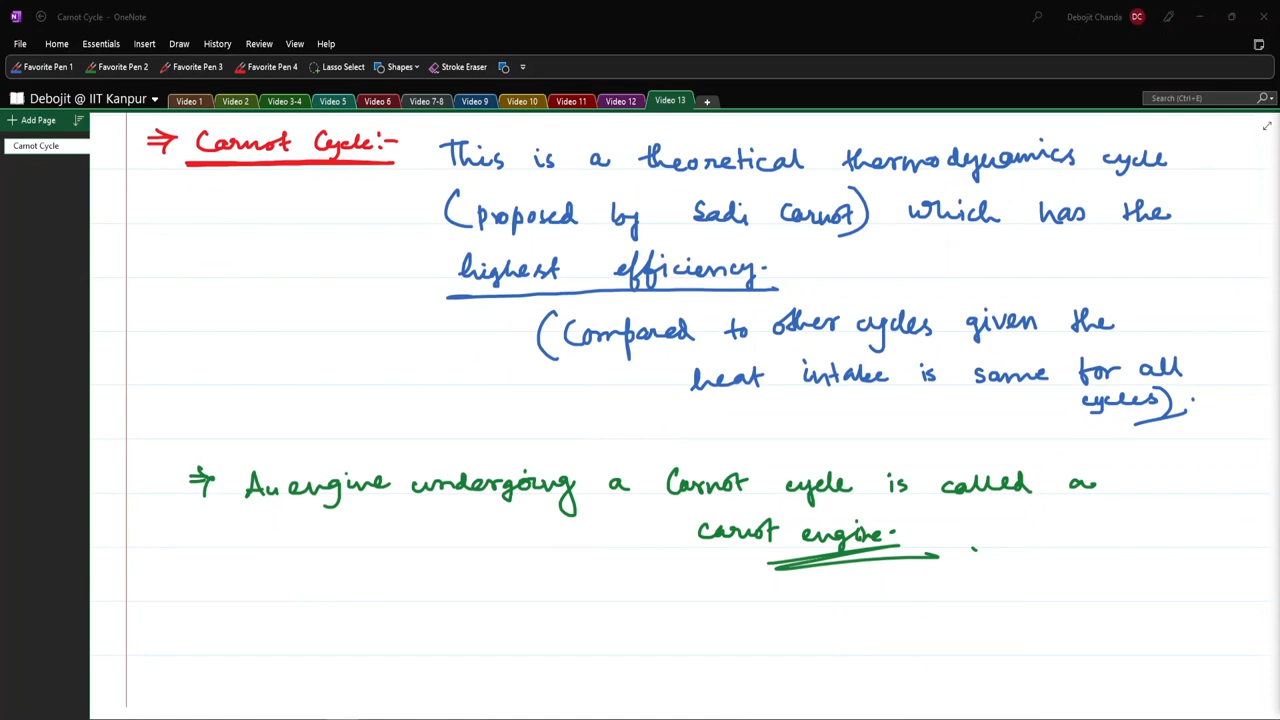 Carnot Cycle - OneNote
Debojit Chanda DC
File Home Essentials Insert Draw History Review View Help
Favorite Pen 1 Favorite Pen 2 Favorite Pen 3 Favorite Pen 4 Lasso Select Shapes Stroke Eraser
Debojit @ IIT Kanpur Video 1 Video 2 Video 3-4 Video 5 Video 6 Video 7-8 Video 9 Video 10 Video 11 Video 12 Video 13 Search (Ctrl+E)
Add Page
Carnot Cycle
⇒ Carnot Cycle:- This is a theoretical thermodynamics cycle
(proposed by Sadi Carnot) which has the
highest efficiency.
(Compared to other cycles given the
heat intake is same for all
cycles).
⇒ An engine undergoing a Carnot cycle is called a
carnot engine.